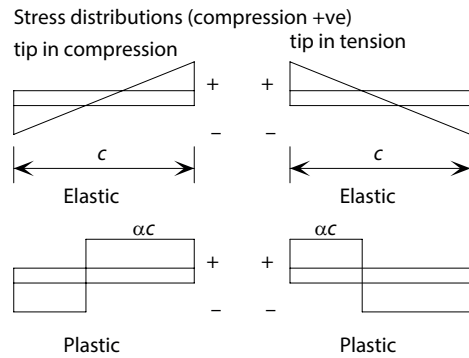 Stress distributions (compression +ve)
tip in compression
tip in tension
+ +
– –
c c
Elastic Elastic
αc αc
+ +
– –
Plastic Plastic